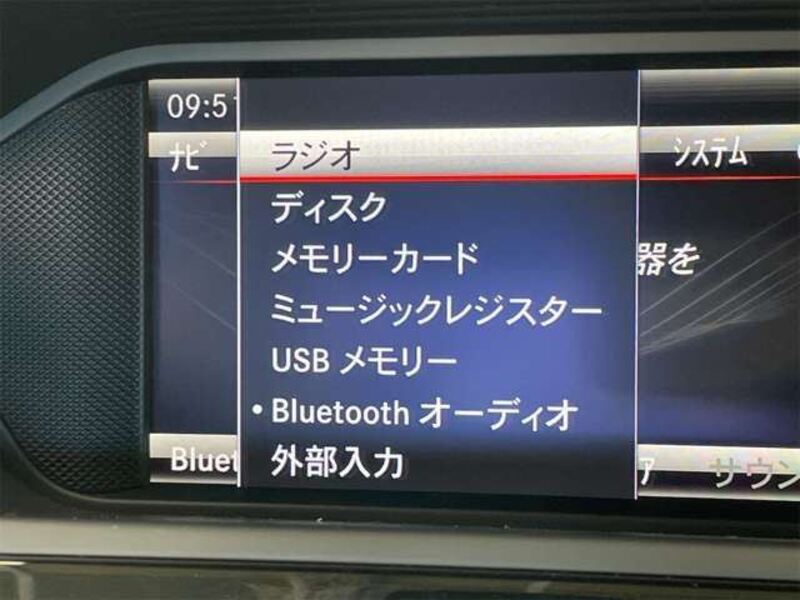 09:5
ナビ
ラジオ
システム
ディスク
メモリーカード
器を
ミュージックレジスター
USB メモリー
• Bluetooth オーディオ
Bluet
外部入力
ア
サウン